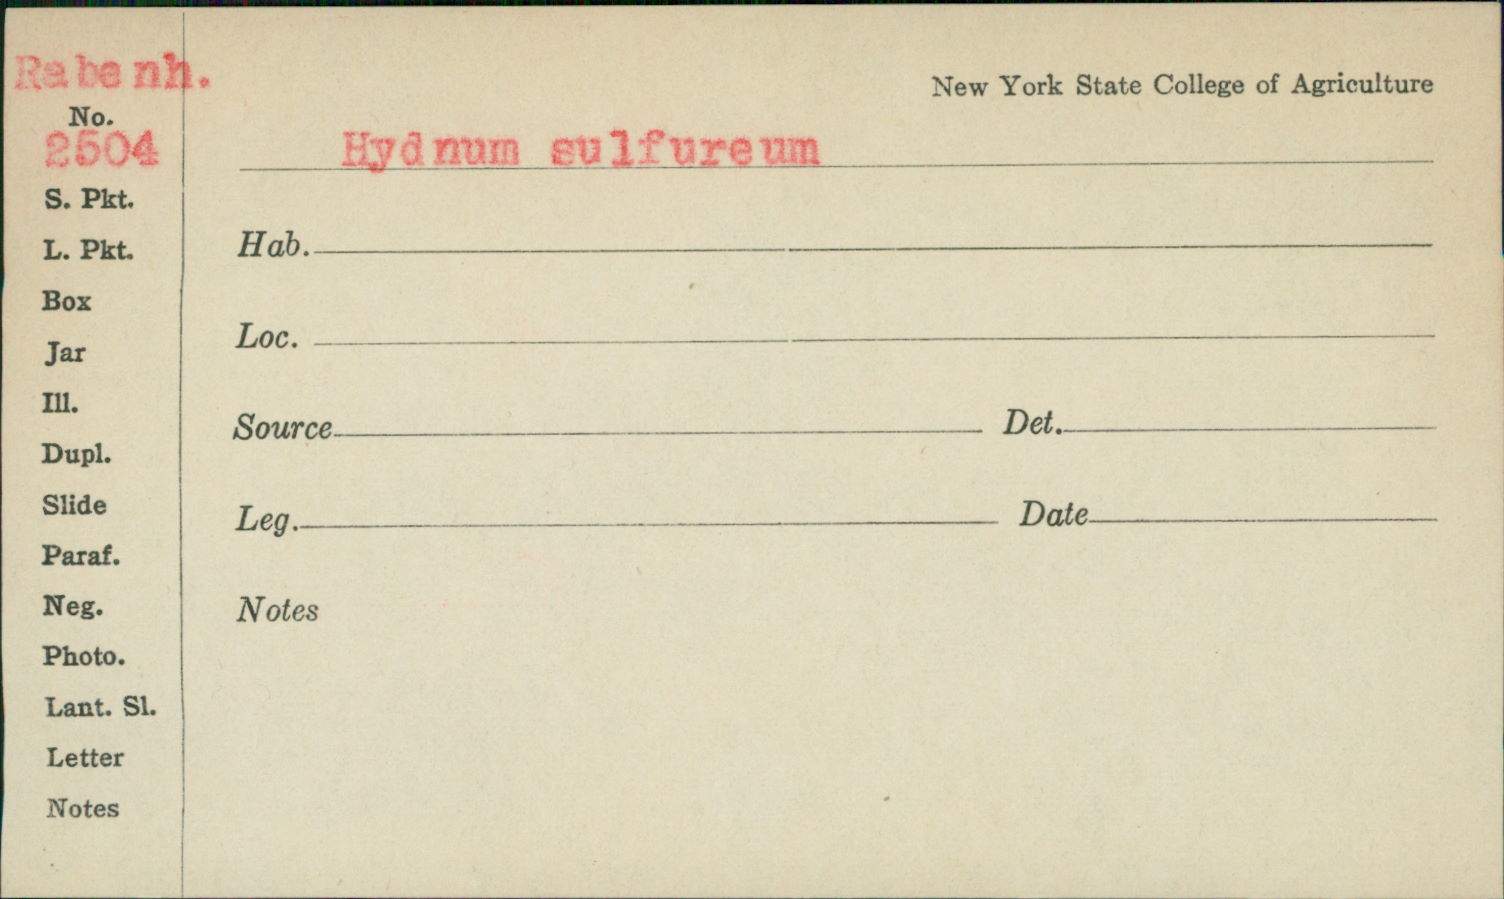 Rabenh.
New York State College of Agriculture
No.
2504
Hydnum sulfureum
S. Pkt.
L. Pkt.
Hab.
Box
Loc.
Jar
Ill.
Source Det.
Dupl.
Slide
Leg. Date
Paraf.
Neg.
Notes
Photo.
Lant. Sl.
Letter
Notes